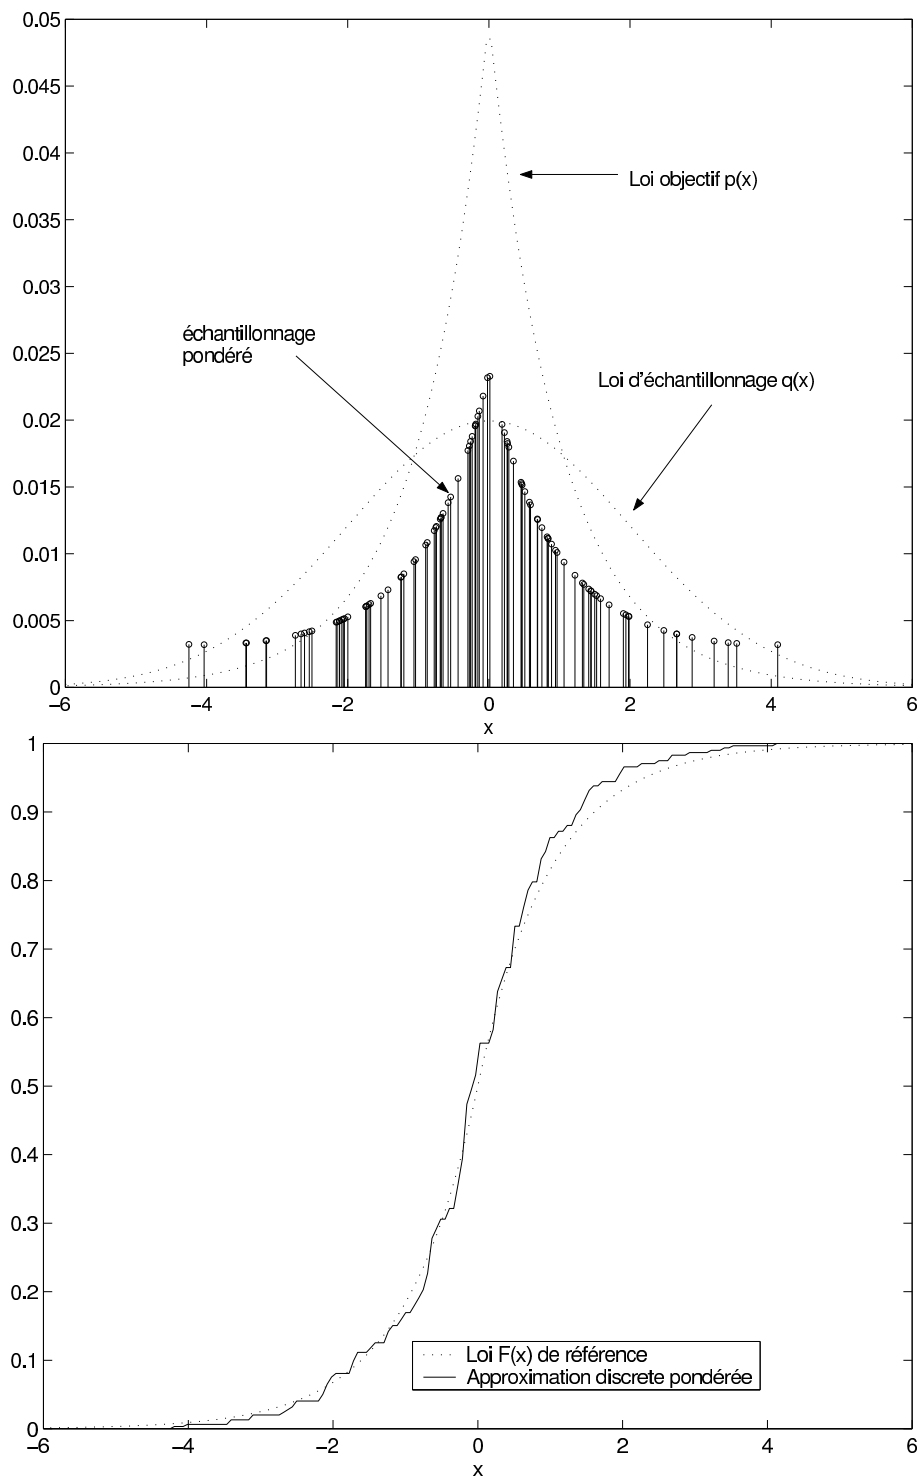 0.05
0.045
0.04
Loi objectif p(x)
0.035
0.03
échantillonnage
pondéré
0.025
Loi d'échantillonnage q(x)
0.02
0.015
0.01
0.005
0
−6 −4 −2 0 2 4 6
x
1
0.9
0.8
0.7
0.6
0.5
0.4
0.3
0.2
0.1
Loi F(x) de référence
Approximation discrete pondérée
0
−6 −4 −2 0 2 4 6
x